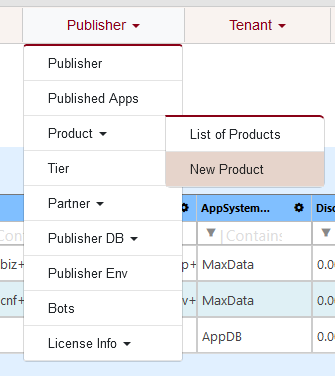 Publisher
Tenant
Publisher
Published Apps
Product
List of Products
New Product
Tier
Partner
AppSystem...
Disc
Cont
Contains
Publisher DB
biz+
p+
MaxData
0.0
Publisher Env
cnf+
v+
MaxData
0.0
Bots
AppDB
0.0
License Info